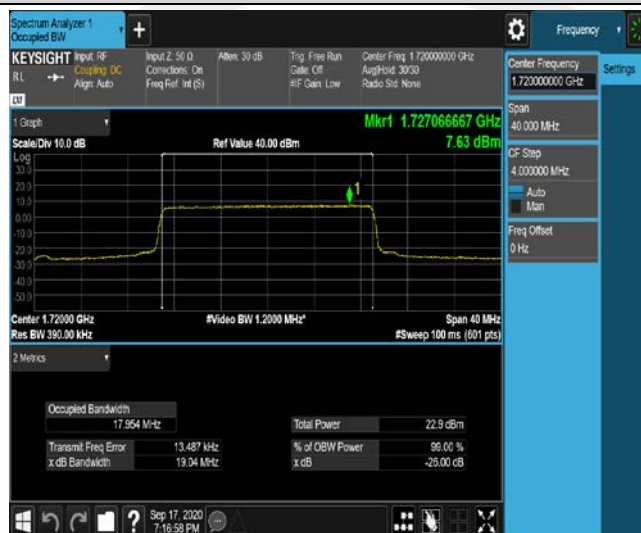 Spectrum Analyzer 1
Occupied BW
+
Frequency
KEYSIGHT
RL
Input: RF
Coupling: DC
Align: Auto
Input Z: 50 Ω
Corrections: On
Freq Ref: Int (S)
Atten: 30 dB
Trig: Free Run
Gate: Off
#IF Gain: Low
Center Freq: 1.720000000 GHz
Avg|Hold: 30/30
Radio Std: None
Center Frequency
1.720000000 GHz
Settings
Span
40.000 MHz
CF Step
4.000000 MHz
Auto
Man
Freq Offset
0 Hz
1 Graph
Mkr1 1.727066667 GHz
7.63 dBm
Scale/Div 10.0 dB
Ref Value 40.00 dBm
Log
30.0
20.0
10.0
0.00
-10.0
-20.0
-30.0
-40.0
-50.0
1
Center 1.72000 GHz
#Video BW 1.2000 MHz*
Span 40 MHz
Res BW 390.00 kHz
#Sweep 100 ms (601 pts)
2 Metrics
Occupied Bandwidth
17.954 MHz
Total Power 22.9 dBm
Transmit Freq Error 13.487 kHz
% of OBW Power 99.00 %
x dB Bandwidth 19.04 MHz
x dB -26.00 dB
?
Sep 17, 2020
7:16:58 PM